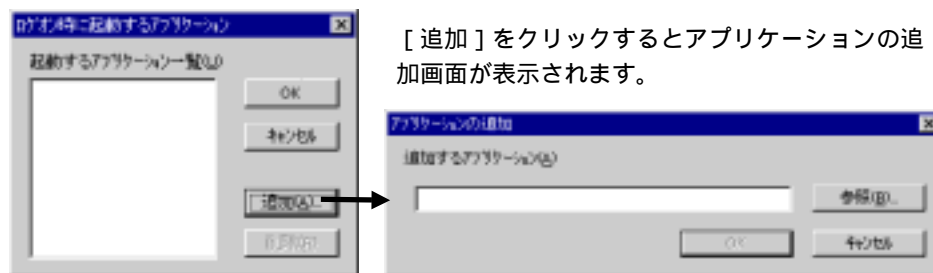 ログオン時に起動するアプリケーション
起動するアプリケーション一覧(L)
OK
キャンセル
追加(A)...
削除(R)
［追加］をクリックするとアプリケーションの追
加画面が表示されます。
アプリケーションの追加
追加するアプリケーション(A)
参照(B)...
OK
キャンセル